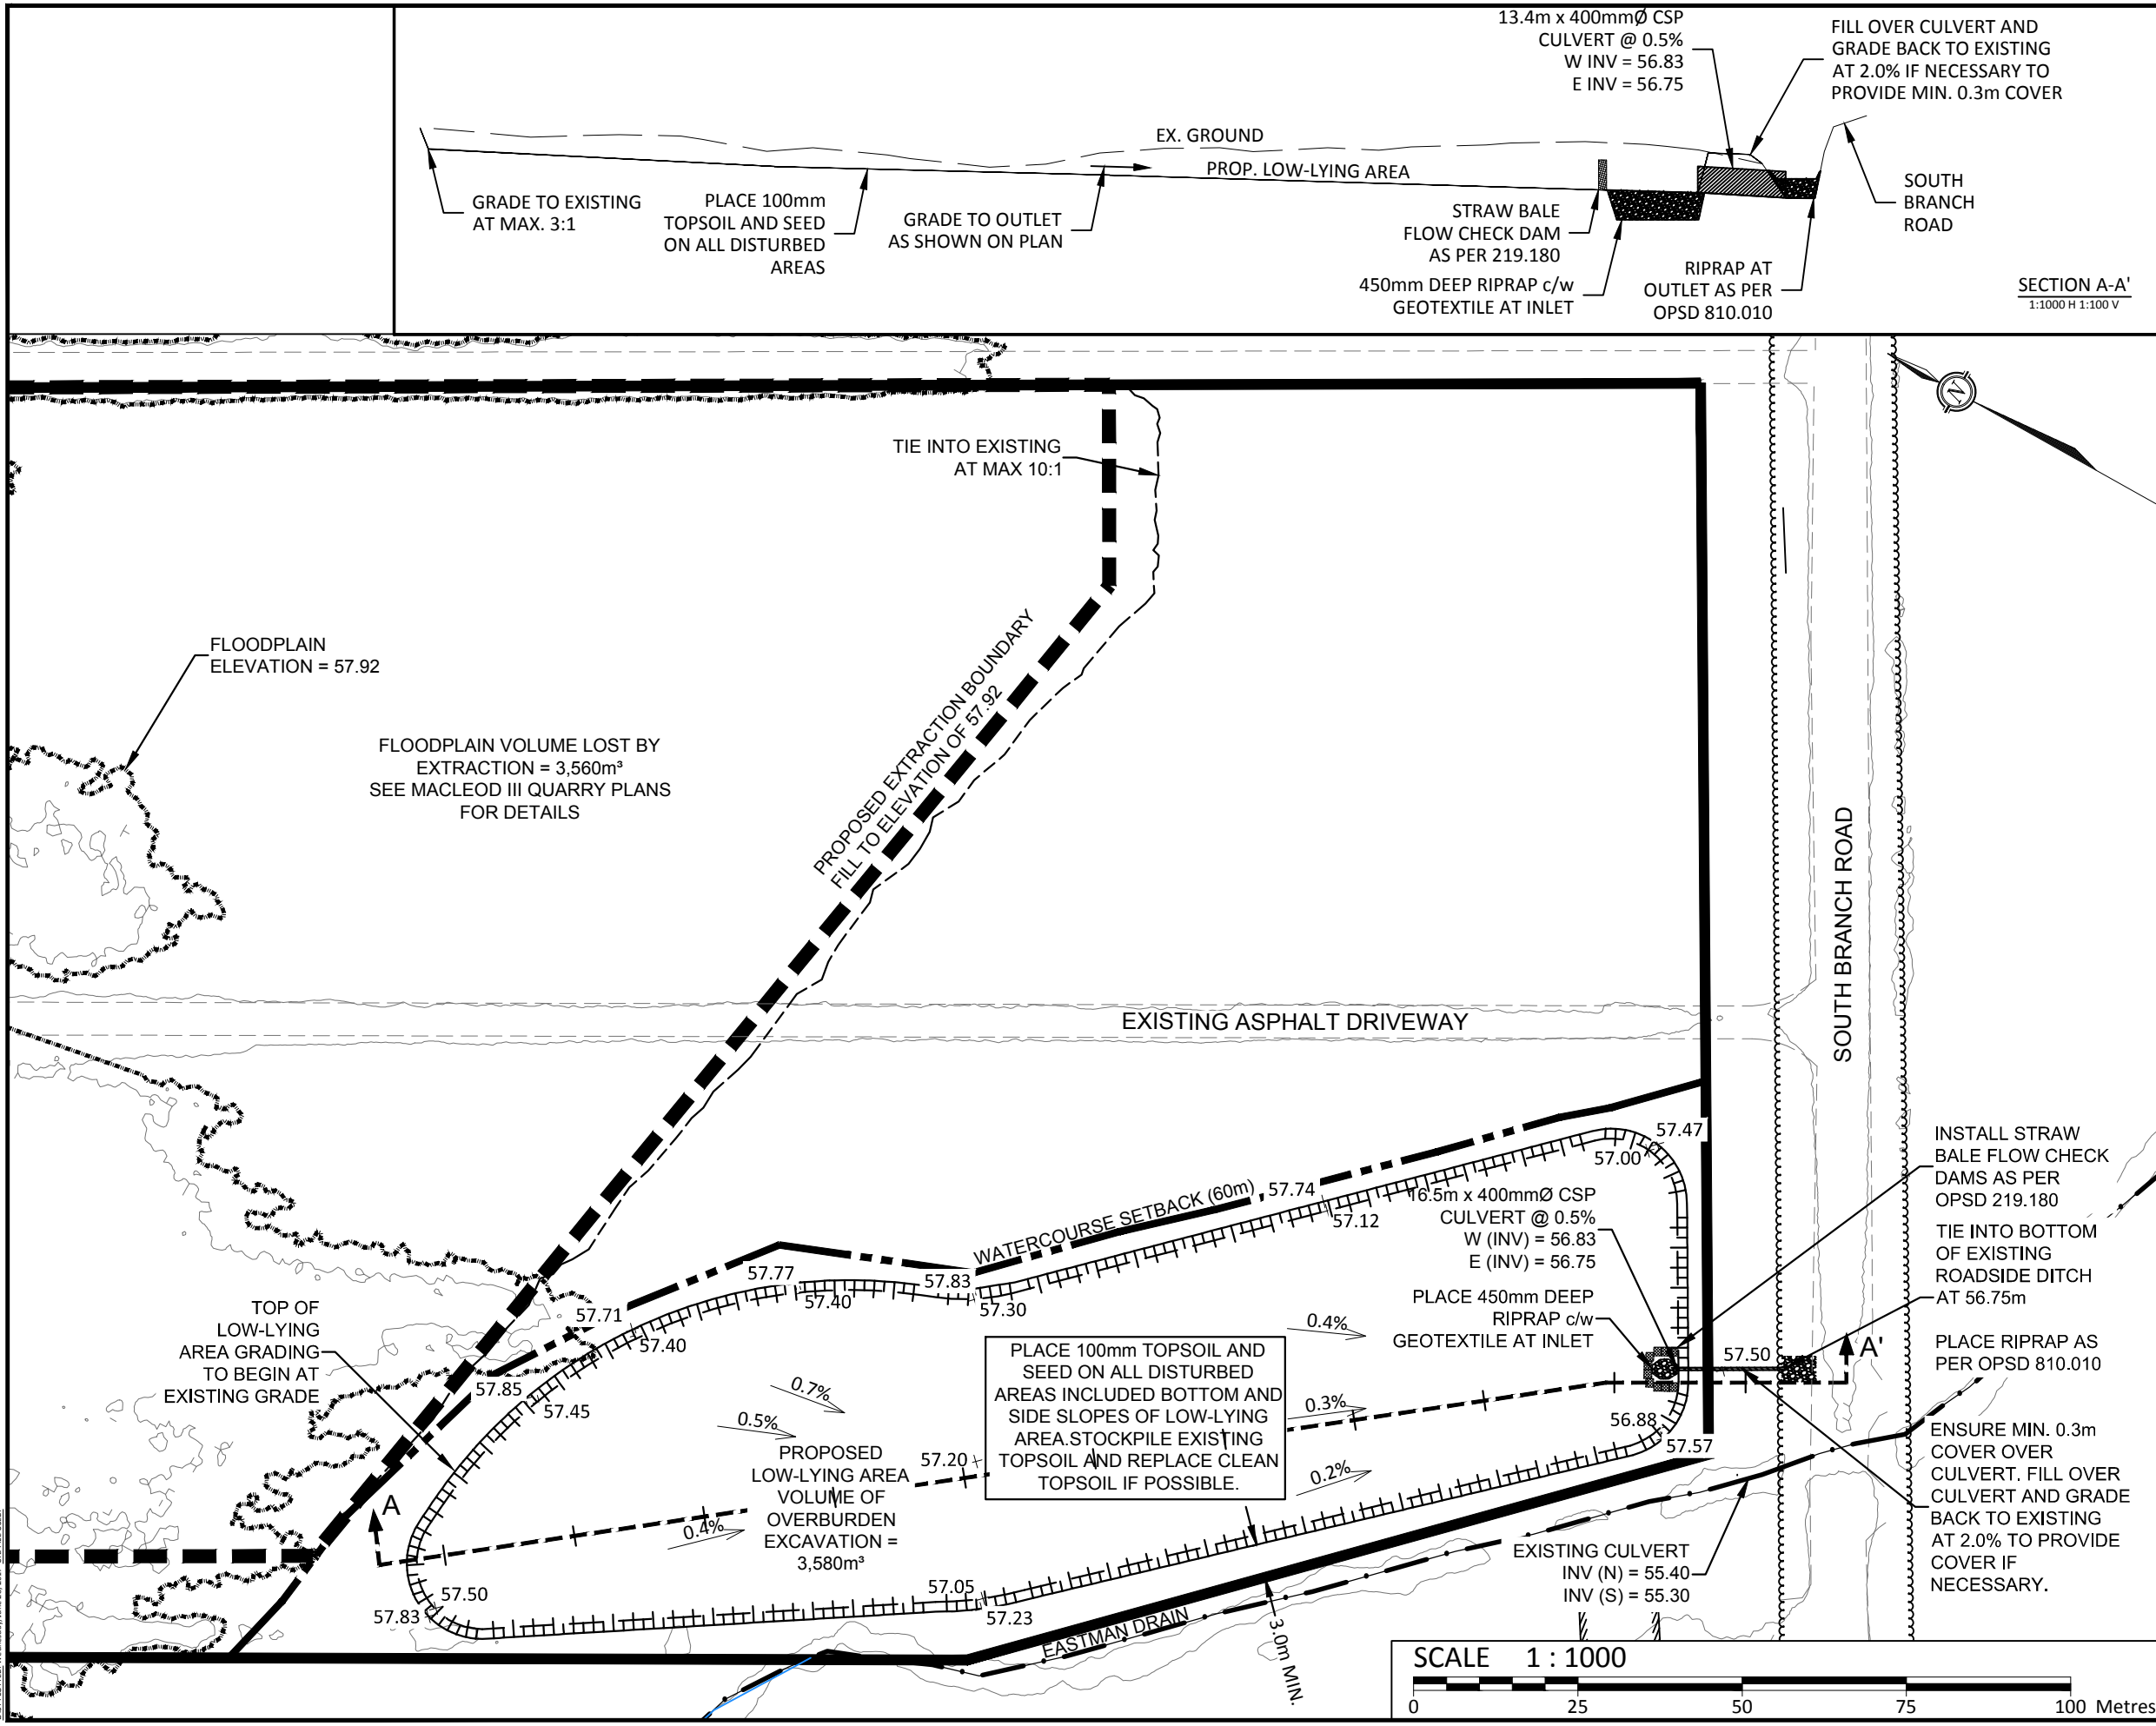 13.4m x 400mmØ CSP
CULVERT @ 0.5%
W INV = 56.83
E INV = 56.75
FILL OVER CULVERT AND
GRADE BACK TO EXISTING
AT 2.0% IF NECESSARY TO
PROVIDE MIN. 0.3m COVER
EX. GROUND
PROP. LOW-LYING AREA
GRADE TO EXISTING
AT MAX. 3:1
PLACE 100mm
TOPSOIL AND SEED
ON ALL DISTURBED
AREAS
GRADE TO OUTLET
AS SHOWN ON PLAN
STRAW BALE
FLOW CHECK DAM
AS PER 219.180
450mm DEEP RIPRAP c/w
GEOTEXTILE AT INLET
RIPRAP AT
OUTLET AS PER
OPSD 810.010
SOUTH
BRANCH
ROAD
SECTION A-A'
1:1000 H 1:100 V
N
TIE INTO EXISTING
AT MAX 10:1
FLOODPLAIN
ELEVATION = 57.92
FLOODPLAIN VOLUME LOST BY
EXTRACTION = 3,560m³
SEE MACLEOD III QUARRY PLANS
FOR DETAILS
PROPOSED EXTRACTION BOUNDARY
FILL TO ELEVATION OF 57.92
EXISTING ASPHALT DRIVEWAY
SOUTH BRANCH ROAD
WATERCOURSE SETBACK (60m)
57.74
57.12
57.47
57.00
16.5m x 400mmØ CSP
CULVERT @ 0.5%
W (INV) = 56.83
E (INV) = 56.75
PLACE 450mm DEEP
RIPRAP c/w
GEOTEXTILE AT INLET
INSTALL STRAW
BALE FLOW CHECK
DAMS AS PER
OPSD 219.180
TIE INTO BOTTOM
OF EXISTING
ROADSIDE DITCH
AT 56.75m
PLACE RIPRAP AS
PER OPSD 810.010
ENSURE MIN. 0.3m
COVER OVER
CULVERT. FILL OVER
CULVERT AND GRADE
BACK TO EXISTING
AT 2.0% TO PROVIDE
COVER IF
NECESSARY.
57.77
57.40
57.83
57.30
57.71
57.40
57.85
57.45
TOP OF
LOW-LYING
AREA GRADING
TO BEGIN AT
EXISTING GRADE
PLACE 100mm TOPSOIL AND
SEED ON ALL DISTURBED
AREAS INCLUDED BOTTOM AND
SIDE SLOPES OF LOW-LYING
AREA.STOCKPILE EXISTING
TOPSOIL AND REPLACE CLEAN
TOPSOIL IF POSSIBLE.
0.4%
0.3%
0.2%
0.7%
0.5%
0.4%
57.20
57.50
A'
A
56.88
57.57
PROPOSED
LOW-LYING AREA
VOLUME OF
OVERBURDEN
EXCAVATION =
3,580m³
57.50
57.83
57.05
57.23
EASTMAN DRAIN
3.0m MIN.
EXISTING CULVERT
INV (N) = 55.40
INV (S) = 55.30
SCALE 1 : 1000
0 25 50 75 100 Metres